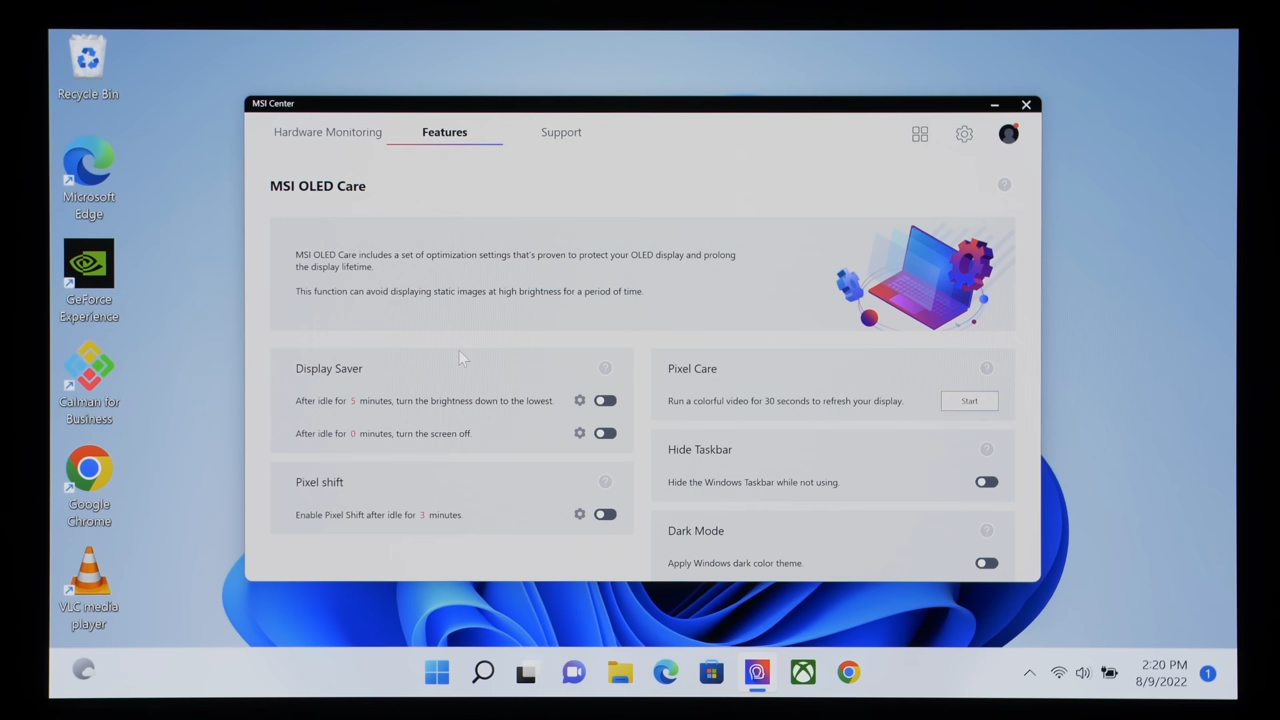 Recycle Bin
Microsoft
Edge
GeForce
Experience
Calman for
Business
Google
Chrome
VLC media
player
MSI Center
Hardware Monitoring
Features
Support
MSI OLED Care
MSI OLED Care includes a set of optimization settings that's proven to protect your OLED display and prolong
the display lifetime.
This function can avoid displaying static images at high brightness for a period of time.
Display Saver
After idle for 5 minutes, turn the brightness down to the lowest.
After idle for 0 minutes, turn the screen off.
Pixel shift
Enable Pixel Shift after idle for 3 minutes.
Pixel Care
Run a colorful video for 30 seconds to refresh your display.
Start
Hide Taskbar
Hide the Windows Taskbar while not using.
Dark Mode
Apply Windows dark color theme.
2:20 PM
8/9/2022
1